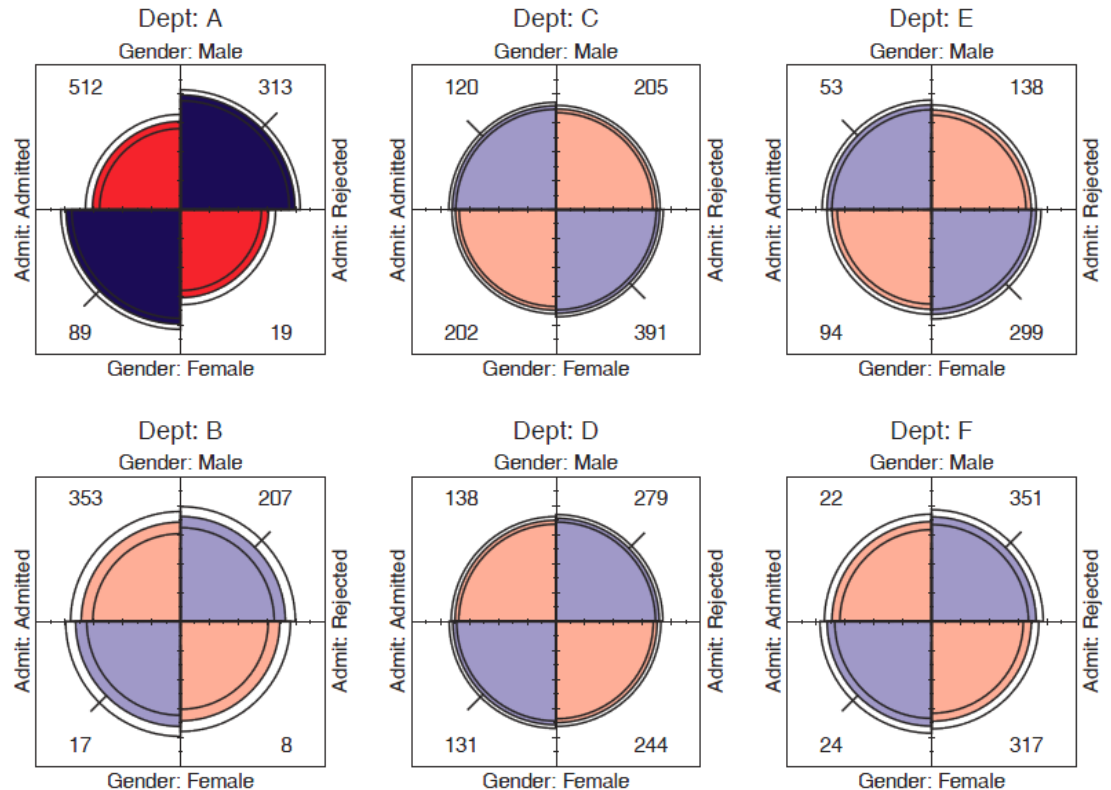 Dept: A
Gender: Male
512 313
Admit: Admitted
Admit: Rejected
89 19
Gender: Female
Dept: C
Gender: Male
120 205
Admit: Admitted
Admit: Rejected
202 391
Gender: Female
Dept: E
Gender: Male
53 138
Admit: Admitted
Admit: Rejected
94 299
Gender: Female
Dept: B
Gender: Male
353 207
Admit: Admitted
Admit: Rejected
17 8
Gender: Female
Dept: D
Gender: Male
138 279
Admit: Admitted
Admit: Rejected
131 244
Gender: Female
Dept: F
Gender: Male
22 351
Admit: Admitted
Admit: Rejected
24 317
Gender: Female